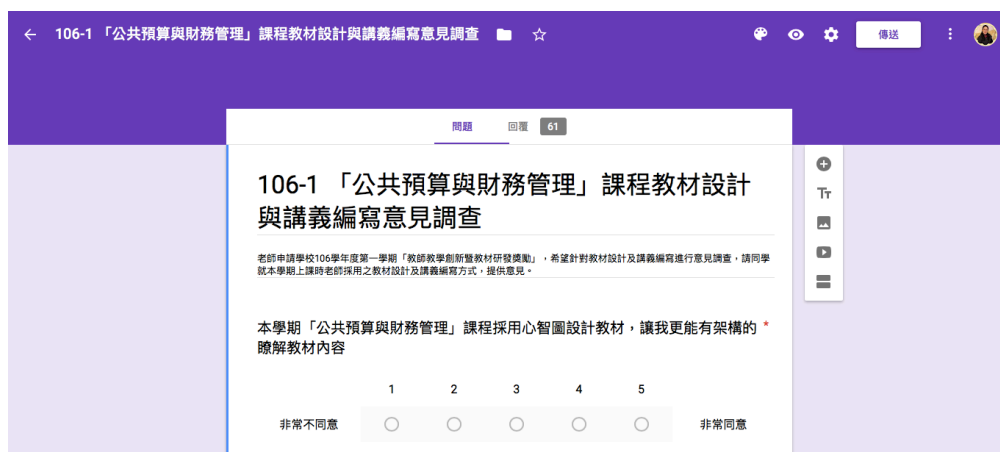 106-1 「公共預算與財務管理」課程教材設計與講義編寫意見調查
傳送
問題 回覆 61
106-1 「公共預算與財務管理」課程教材設計
與講義編寫意見調查
老師申請學校106學年度第一學期「教師教學創新暨教材研發獎勵」，希望針對教材設計及講義編寫進行意見調查，請同學
就本學期上課時老師採用之教材設計及講義編寫方式，提供意見。
本學期「公共預算與財務管理」課程採用心智圖設計教材，讓我更能有架構的 *
瞭解教材內容
1 2 3 4 5
非常不同意 非常同意
Tт